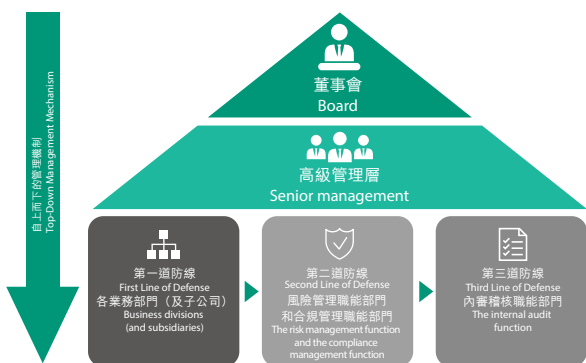 自上而下的管理機制
Top-Down Management Mechanism
董事會
Board
高級管理層
Senior management
第一道防線
First Line of Defense
各業務部門（及子公司）
Business divisions
(and subsidiaries)
第二道防線
Second Line of Defense
風險管理職能部門
和合規管理職能部門
The risk management function
and the compliance
management function
第三道防線
Third Line of Defense
內審稽核職能部門
The internal audit
function